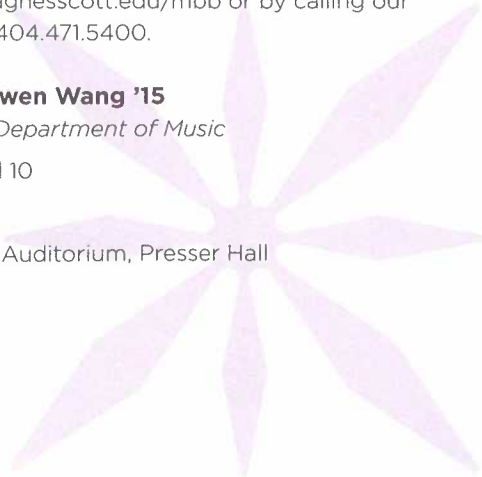 agnesscott.edu/mbb or by calling our
404.471.5400.
wen Wang '15
Department of Music
10
Auditorium, Presser Hall